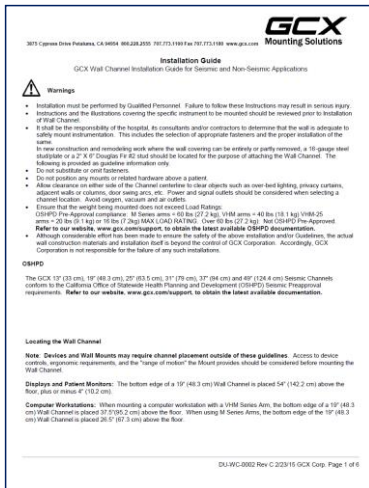 GCX
Mounting Solutions
3875 Cypress Drive Petaluma, CA 94954 800.228.2555 707.773.1100 Fax 707.773.1180 www.gcx.com
Installation Guide
GCX Wall Channel Installation Guide for Seismic and Non-Seismic Applications
Warnings
• Installation must be performed by Qualified Personnel. Failure to follow these Instructions may result in serious injury.
• Instructions and the illustrations covering the specific instrument to be mounted should be reviewed prior to Installation
of Wall Channel.
• It shall be the responsibility of the hospital, its consultants and/or contractors to determine that the wall is adequate to
safely mount instrumentation. This includes the selection of appropriate fasteners and the proper installation of the
same.
In new construction and remodeling work where the wall covering can be entirely or partly removed, a 16-gauge steel
stud/plate or a 2" X 6" Douglas Fir #2 stud should be located for the purpose of attaching the Wall Channel. The
following is provided as guideline information only.
• Do not substitute or omit fasteners.
• Do not position any mounts or related hardware above a patient.
• Allow clearance on either side of the Channel centerline to clear objects such as over-bed lighting, privacy curtains,
adjacent walls or columns, door swing arcs, etc. Power and signal outlets should be considered when selecting a
channel location. Avoid oxygen, vacuum and air outlets.
• Ensure that the weight being mounted does not exceed Load Ratings:
OSHPD Pre-Approval compliance: M Series arms = 60 lbs (27.2 kg), VHM arms = 40 lbs (18.1 kg) VHM-25
arms = 20 lbs (9.1 kg) or 16 lbs (7.2kg) MAX LOAD RATING. Over 60 lbs (27.2 kg). Not OSHPD Pre-Approved.
Refer to our website, www.gcx.com/support, to obtain the latest available OSHPD documentation.
• Although considerable effort has been made to ensure the safety of the above installation and/or Guidelines, the actual
wall construction materials and installation itself is beyond the control of GCX Corporation. Accordingly, GCX
Corporation is not responsible for the failure of any such installations.
OSHPD
The GCX 13" (33 cm), 19" (48.3 cm), 25" (63.5 cm), 31" (79 cm), 37" (94 cm) and 49" (124.4 cm) Seismic Channels
conform to the California Office of Statewide Health Planning and Development (OSHPD) Seismic Preapproval
requirements. Refer to our website, www.gcx.com/support, to obtain the latest available documentation.
Locating the Wall Channel
Note: Devices and Wall Mounts may require channel placement outside of these guidelines. Access to device
controls, ergonomic requirements, and the "range of motion" the Mount provides should be considered before mounting the
Wall Channel.
Displays and Patient Monitors: The bottom edge of a 19" (48.3 cm) Wall Channel is placed 54" (142.2 cm) above the
floor, plus or minus 4" (10.2 cm).
Computer Workstations: When mounting a computer workstation with a VHM Series Arm, the bottom edge of a 19" (48.3
cm) Wall Channel is placed 37.5"(95.2 cm) above the floor. When using M Series Arms, the bottom edge of the 19" (48.3
cm) Wall Channel is placed 26.5" (67.3 cm) above the floor.
DU-WC-0002 Rev C 2/23/15 GCX Corp. Page 1 of 6